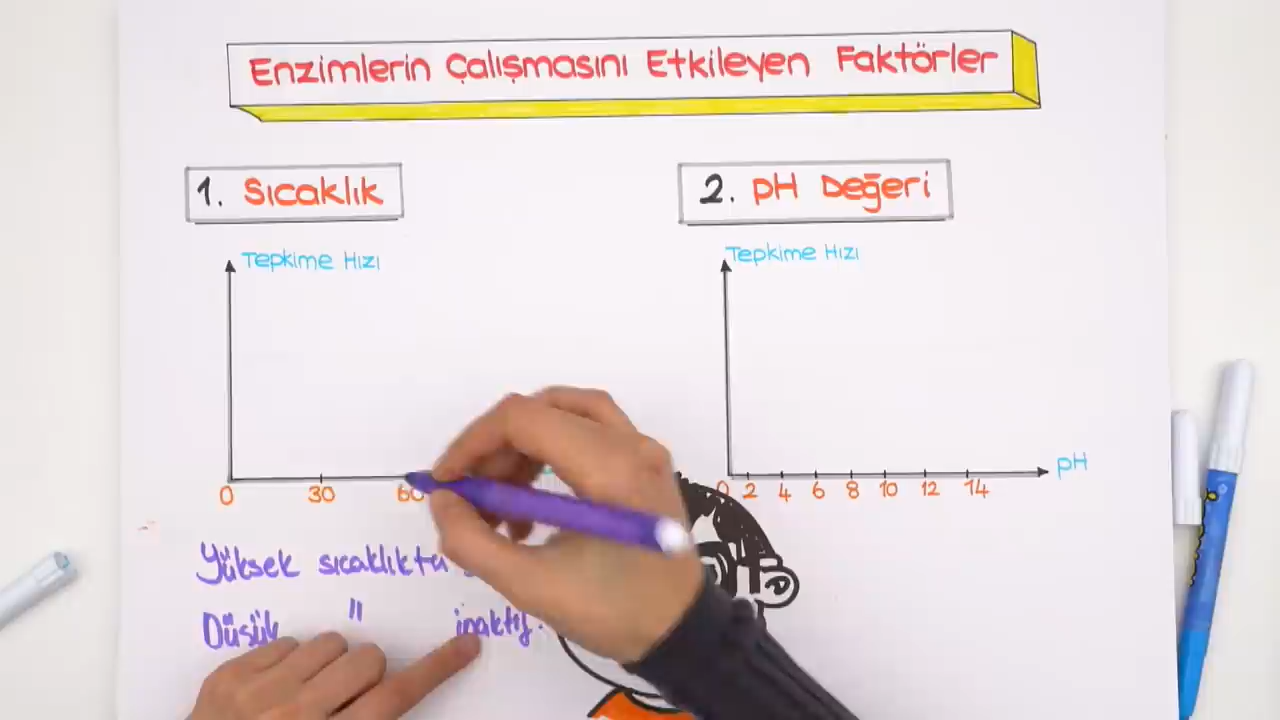 Enzimlerin Çalışmasını Etkileyen Faktörler
1. Sıcaklık
2. pH Değeri
Tepkime Hızı
Tepkime Hızı
0 30 60
0 2 4 6 8 10 12 14
pH
Yüksek sıcaklıkta
Düşük " inaktif.